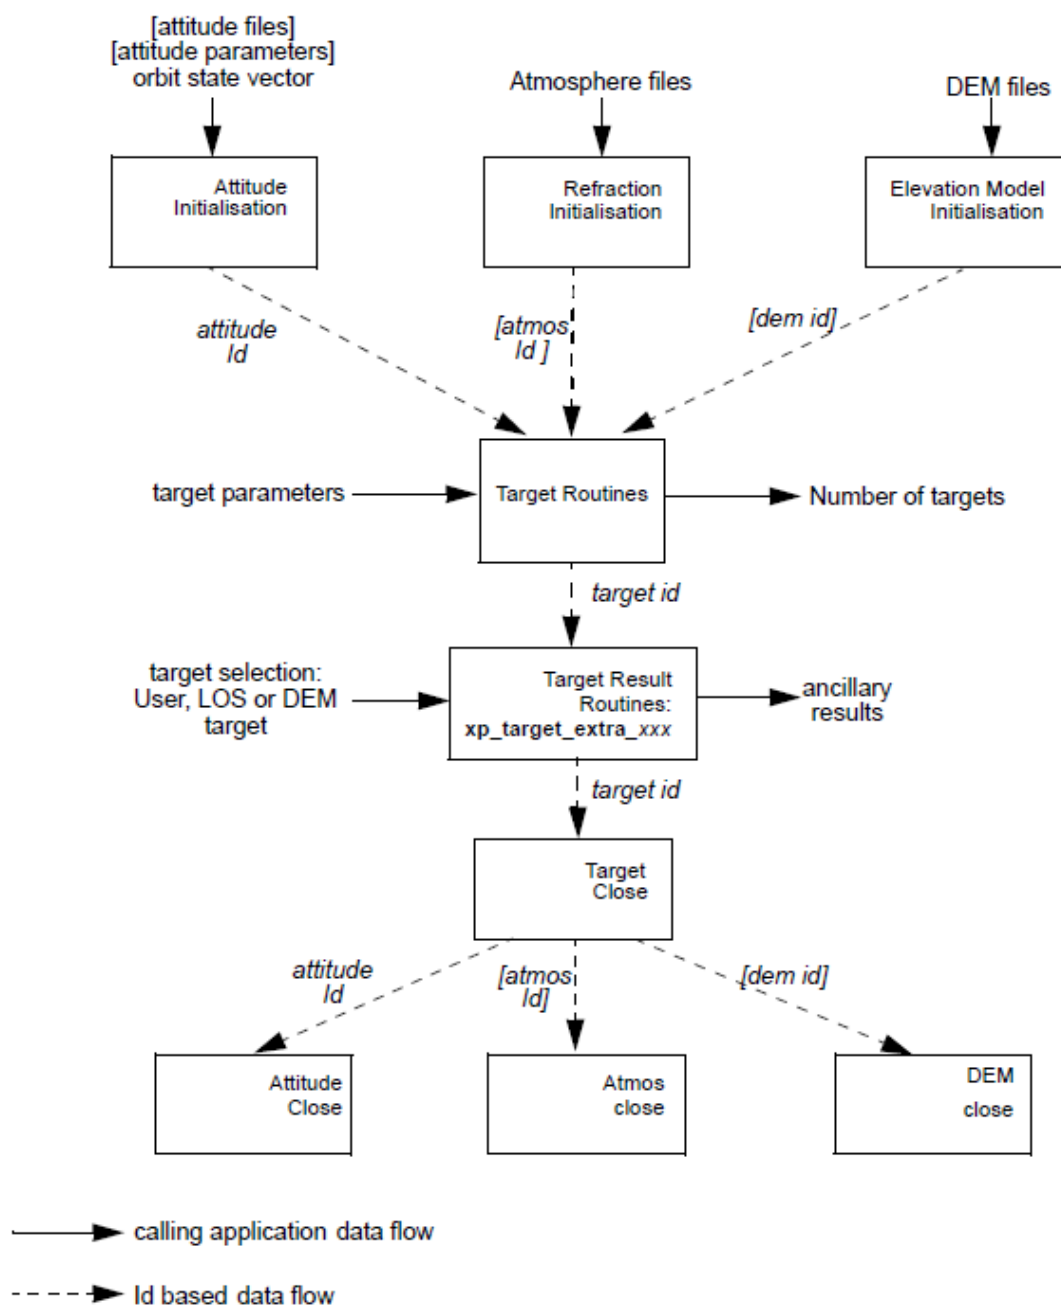 [attitude files]
[attitude parameters]
orbit state vector
Atmosphere files
DEM files
Attitude
Initialisation
Refraction
Initialisation
Elevation Model
Initialisation
attitude
Id
[atmos
Id ]
[dem id]
target parameters
Target Routines
Number of targets
target id
target selection:
User, LOS or DEM
target
Target Result
Routines:
xp_target_extra_xxx
ancillary
results
target id
Target
Close
attitude
Id
[atmos
Id]
[dem id]
Attitude
Close
Atmos
close
DEM
close
calling application data flow
Id based data flow